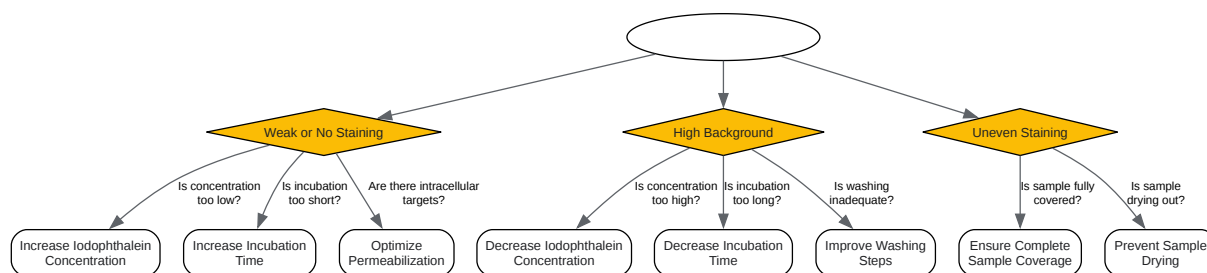 Weak or No Staining
High Background
Uneven Staining
Is concentration
too low?
Is incubation
too short?
Are there intracellular
targets?
Is concentration
too high?
Is incubation
too long?
Is washing
inadequate?
Is sample fully
covered?
Is sample
drying out?
Increase Iodophthalein
Concentration
Increase Incubation
Time
Optimize
Permeabilization
Decrease Iodophthalein
Concentration
Decrease Incubation
Time
Improve Washing
Steps
Ensure Complete
Sample Coverage
Prevent Sample
Drying